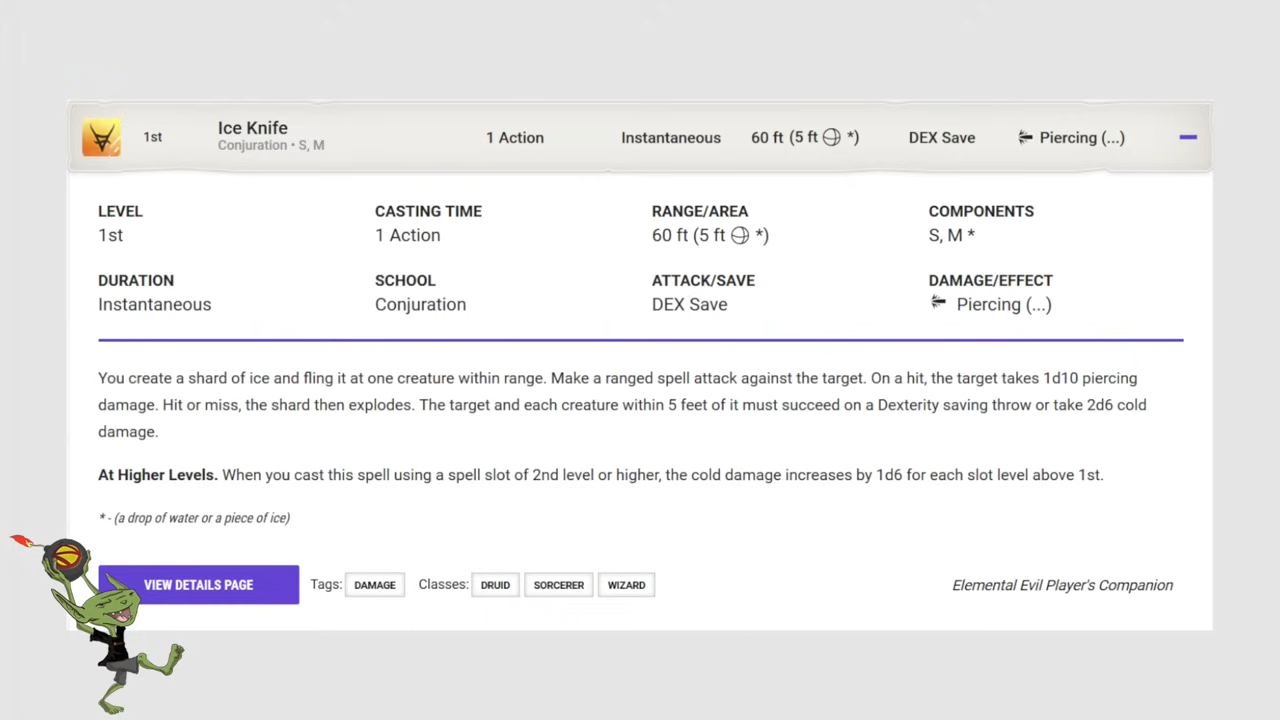 1st
Ice Knife
Conjuration • S, M
1 Action
Instantaneous
60 ft (5 ft *)
DEX Save
Piercing (...)
LEVEL
1st
CASTING TIME
1 Action
RANGE/AREA
60 ft (5 ft *)
COMPONENTS
S, M *
DURATION
Instantaneous
SCHOOL
Conjuration
ATTACK/SAVE
DEX Save
DAMAGE/EFFECT
Piercing (...)
You create a shard of ice and fling it at one creature within range. Make a ranged spell attack against the target. On a hit, the target takes 1d10 piercing
damage. Hit or miss, the shard then explodes. The target and each creature within 5 feet of it must succeed on a Dexterity saving throw or take 2d6 cold
damage.
At Higher Levels. When you cast this spell using a spell slot of 2nd level or higher, the cold damage increases by 1d6 for each slot level above 1st.
* - (a drop of water or a piece of ice)
VIEW DETAILS PAGE
Tags: DAMAGE
Classes: DRUID SORCERER WIZARD
Elemental Evil Player's Companion